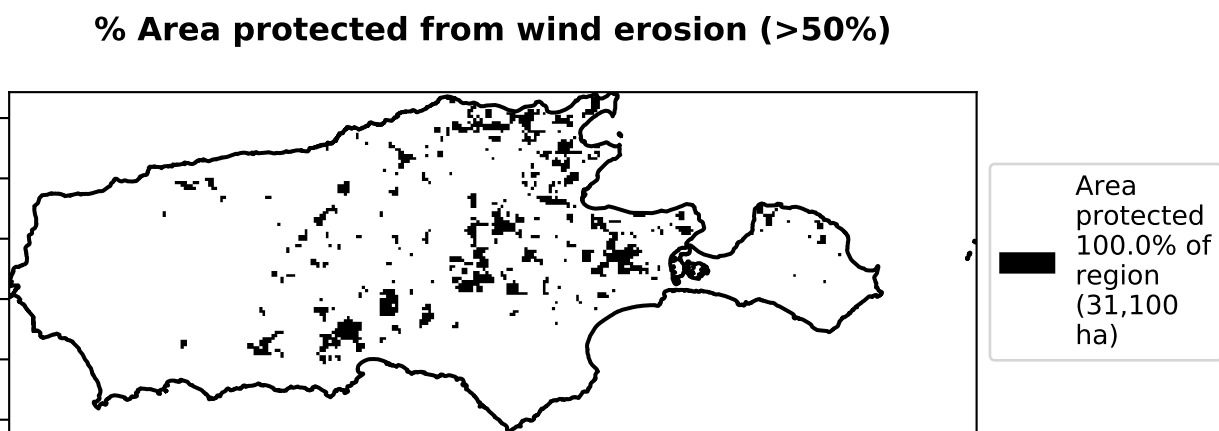 % Area protected from wind erosion (>50%)
Area
protected
100.0% of
region
(31,100
ha)